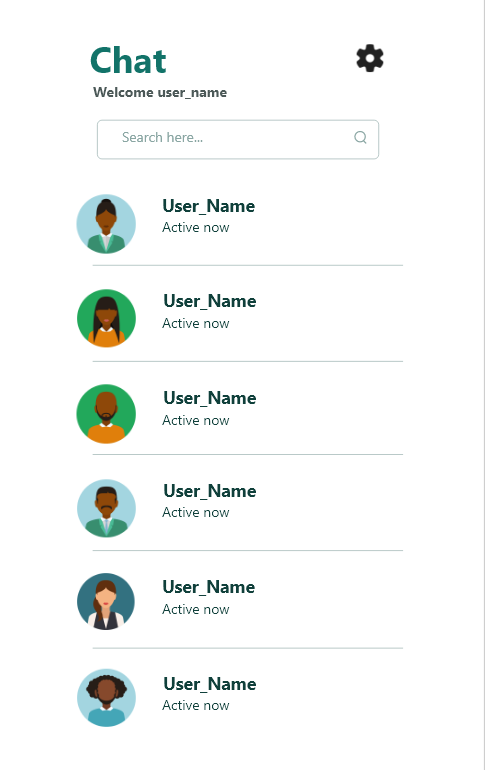 Chat
Welcome user_name
Search here...
User_Name
Active now
User_Name
Active now
User_Name
Active now
User_Name
Active now
User_Name
Active now
User_Name
Active now